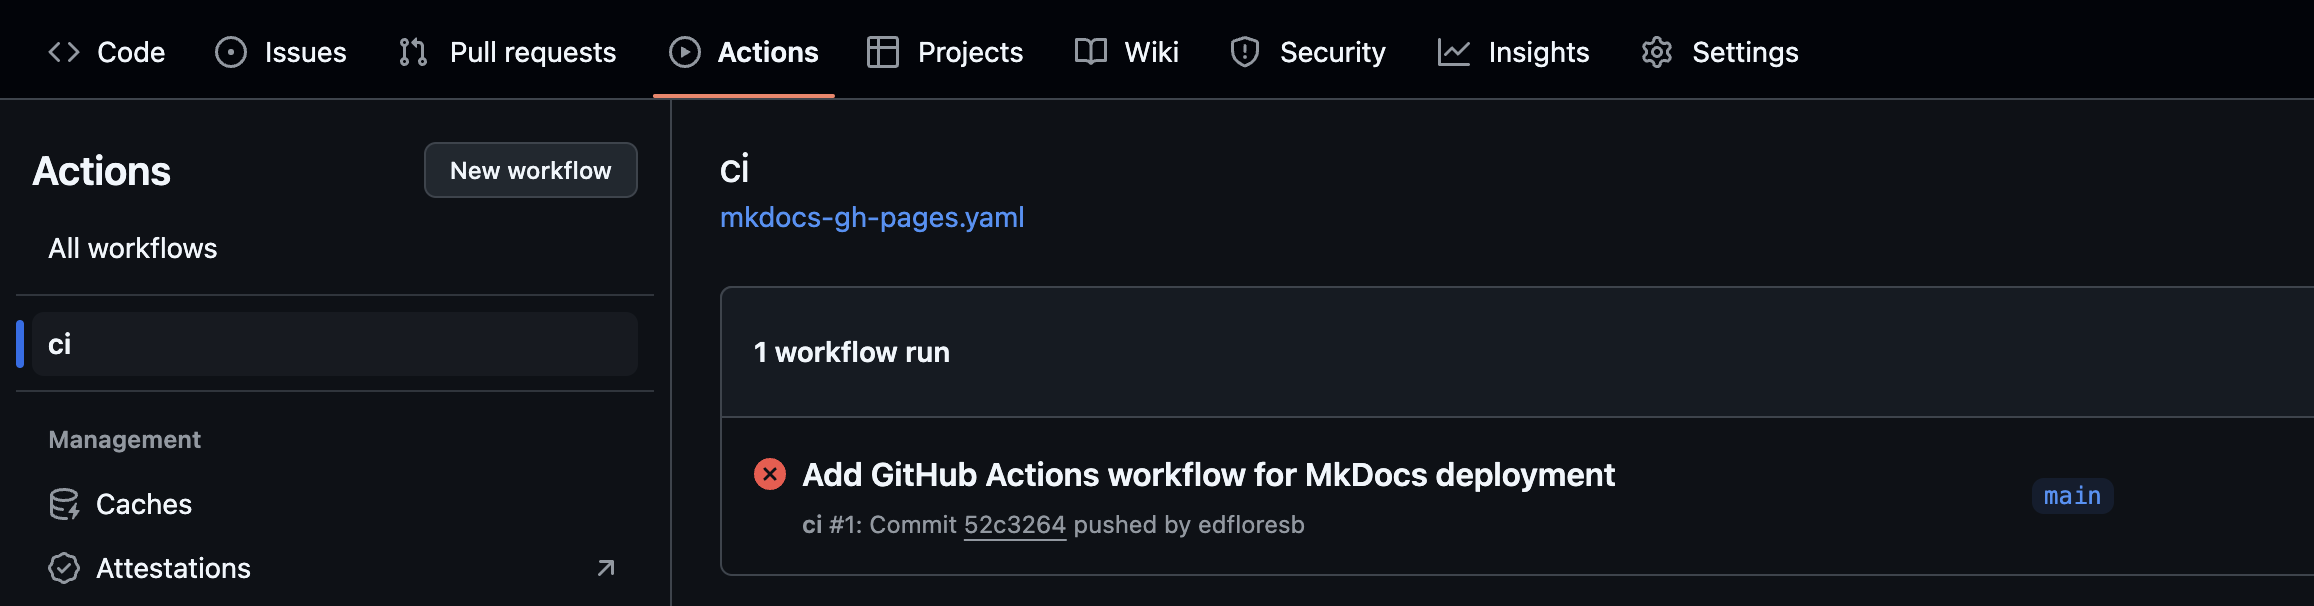 Code Issues Pull requests Actions Projects Wiki Security Insights Settings
Actions
New workflow
All workflows
ci
Management
Caches
Attestations
ci
mkdocs-gh-pages.yaml
1 workflow run
Add GitHub Actions workflow for MkDocs deployment
ci #1: Commit 52c3264 pushed by edfloresb
main